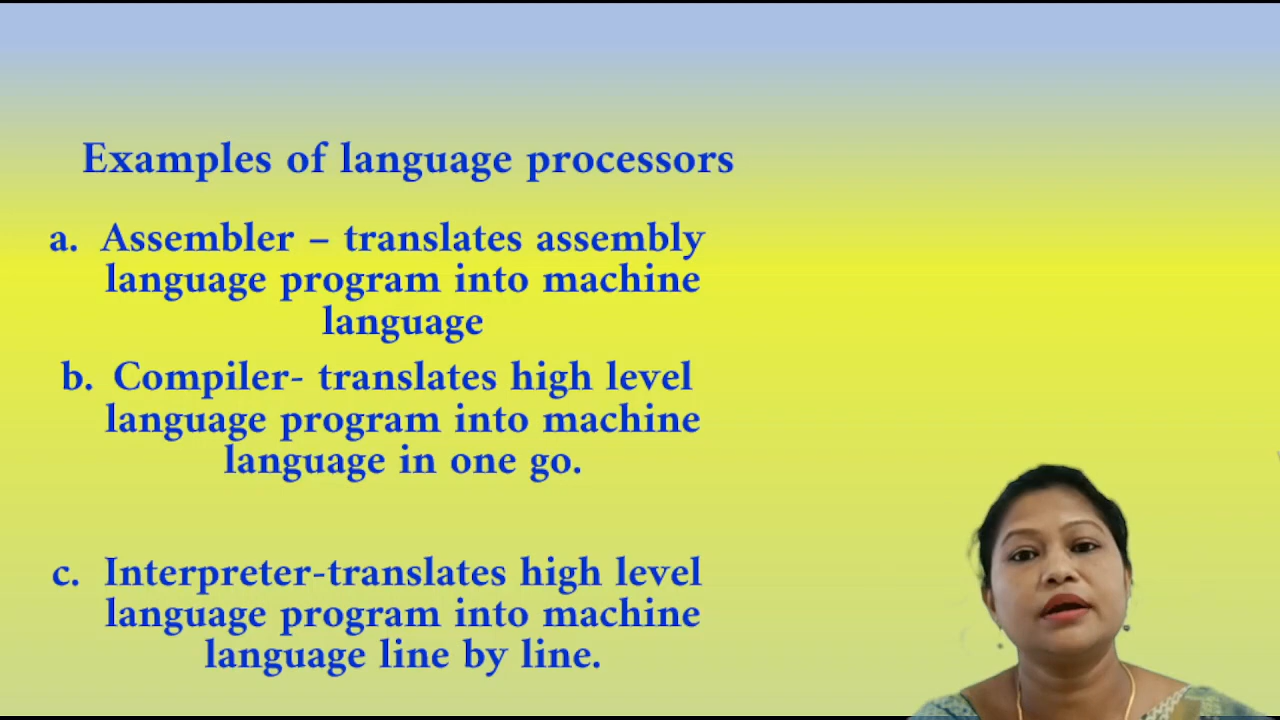 Examples of language processors
a. Assembler – translates assembly
language program into machine
language
b. Compiler- translates high level
language program into machine
language in one go.
c. Interpreter-translates high level
language program into machine
language line by line.